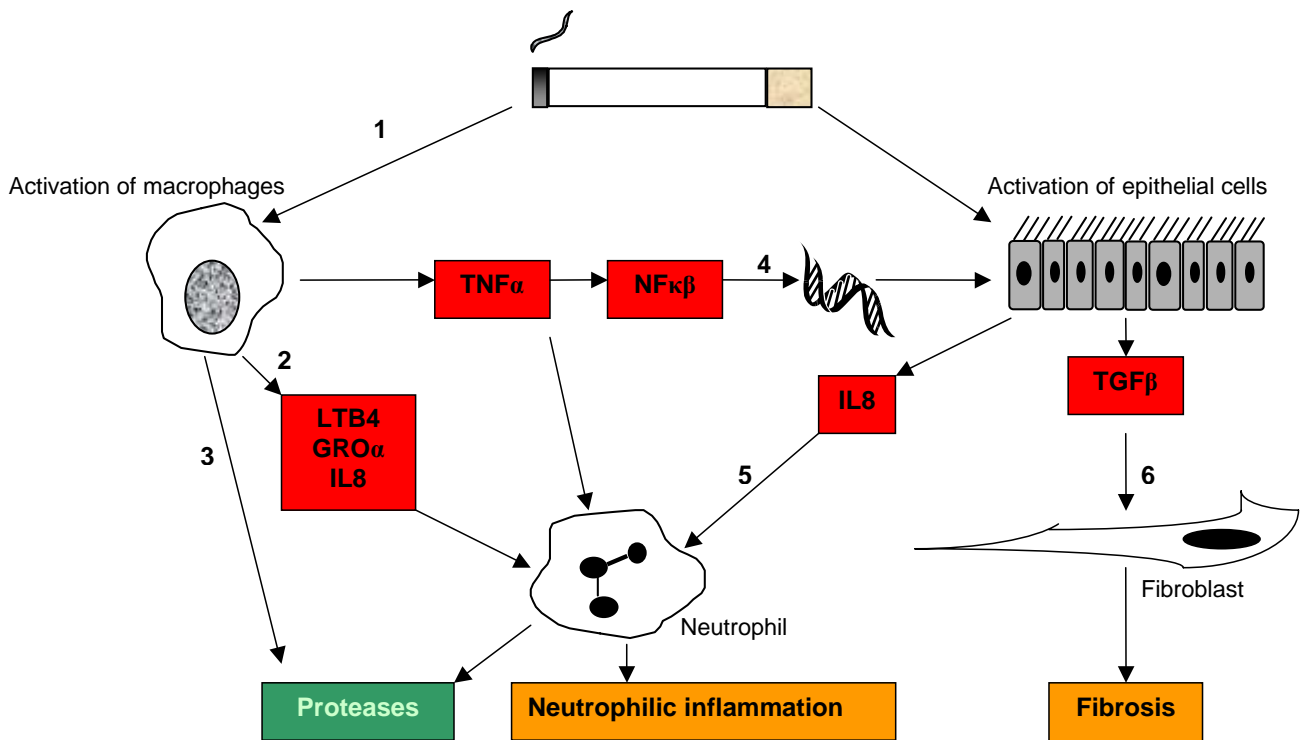 1
Activation of macrophages
Activation of epithelial cells
4
TNFα
NFκβ
2
TGFβ
IL8
LTB4
GROα
IL8
3
5
6
Fibroblast
Neutrophil
Proteases
Neutrophilic inflammation
Fibrosis